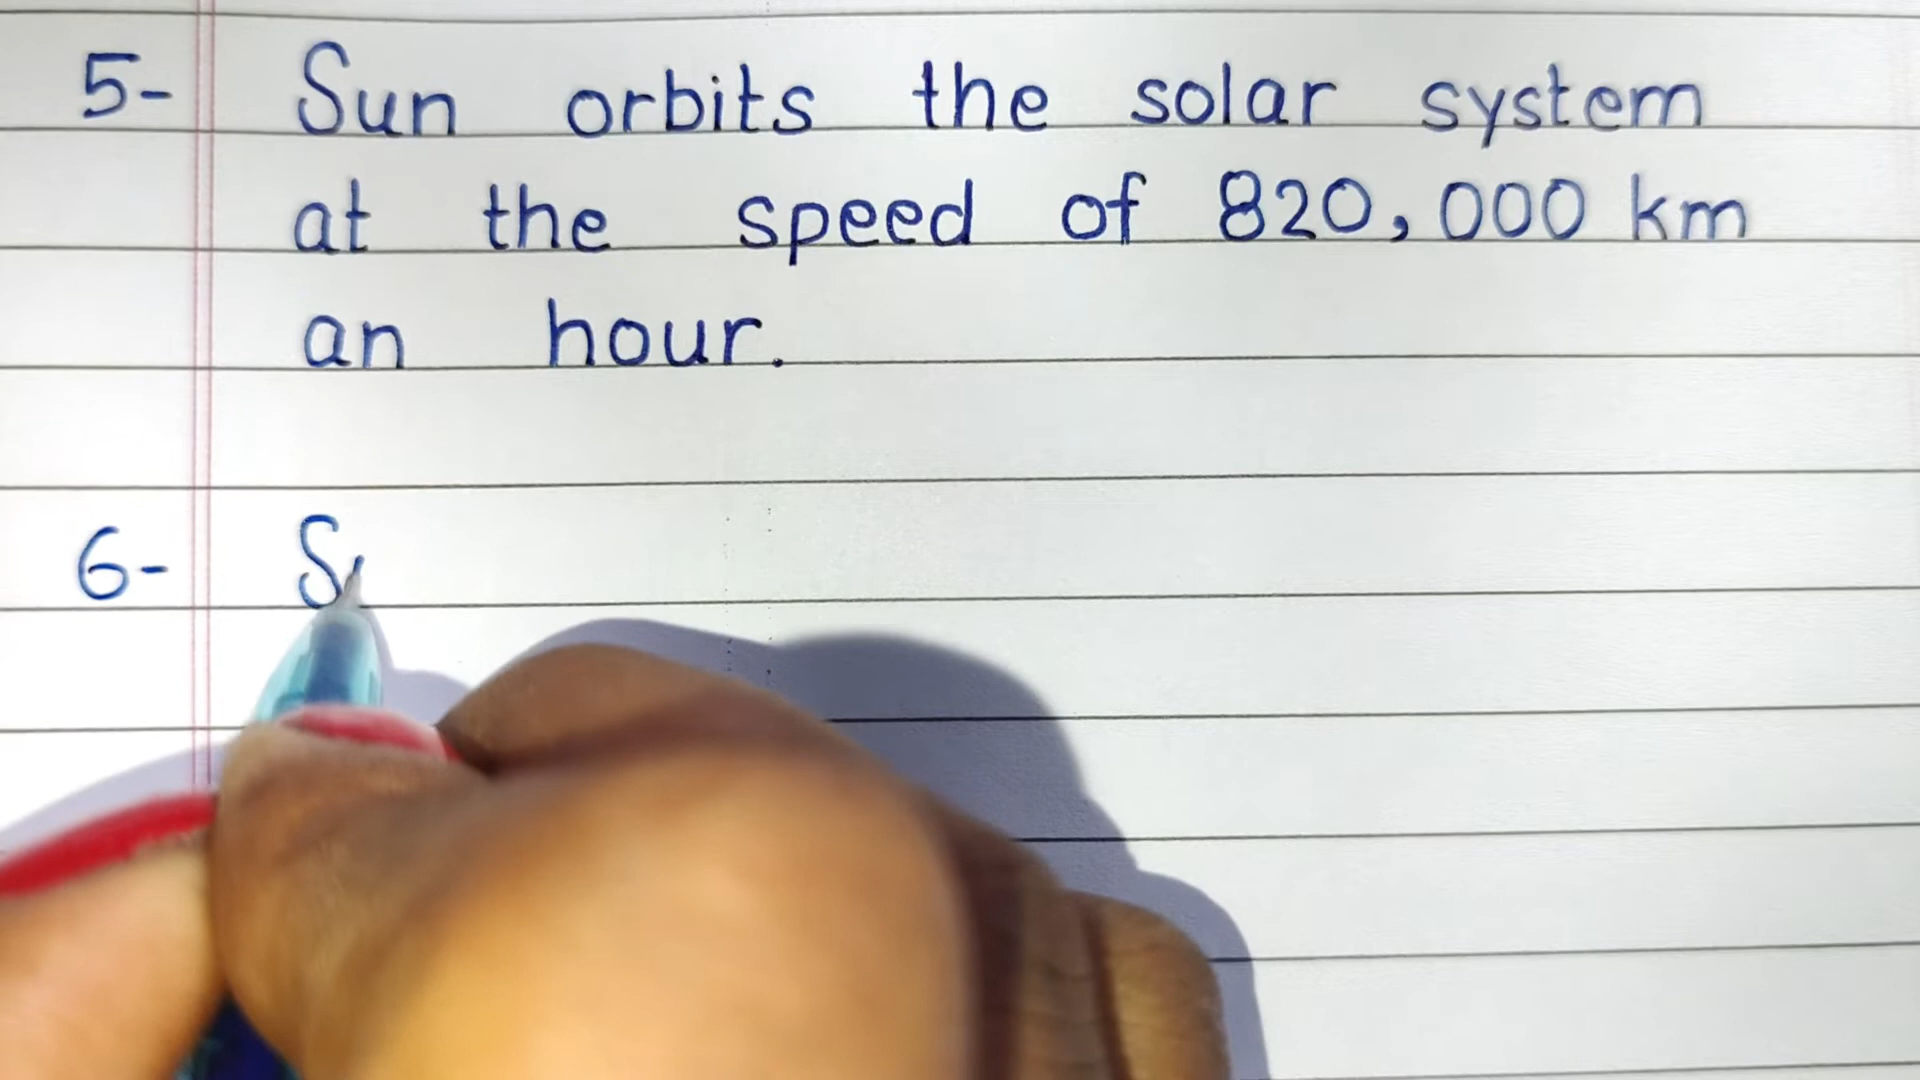 5- Sun orbits the solar system
at the speed of 820,000 km
an hour.
6- S